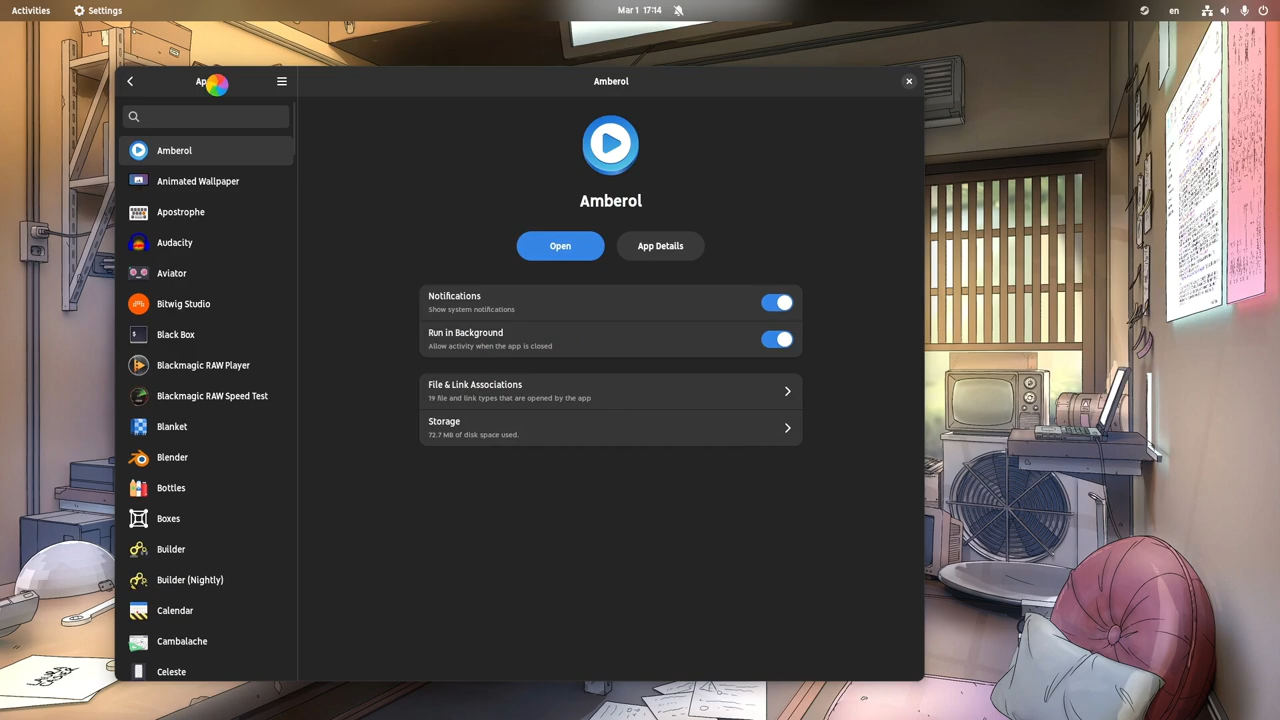 Activities
Settings
Mar 1 17:14
en
Amberol
Amberol
Animated Wallpaper
Apostrophe
Audacity
Aviator
Bitwig Studio
Black Box
Blackmagic RAW Player
Blackmagic RAW Speed Test
Blanket
Blender
Bottles
Boxes
Builder
Builder (Nightly)
Calendar
Cambalache
Celeste
Amberol
Open
App Details
Notifications
Show system notifications
Run in Background
Allow activity when the app is closed
File & Link Associations
19 file and link types that are opened by the app
Storage
72.7 MB of disk space used.